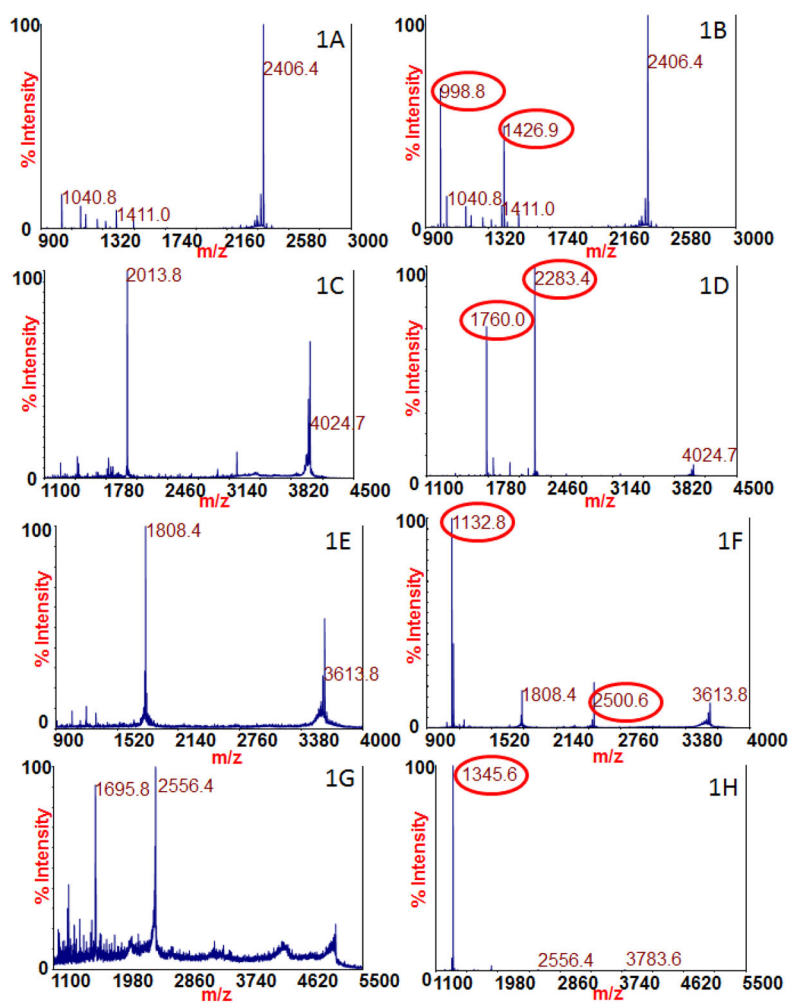 100
1A
2406.4
% Intensity
1040.8
1411.0
0
900 1320 1740 2160 2580 3000
m/z
100
1B
2406.4
998.8
1426.9
% Intensity
1040.8
1411.0
0
900 1320 1740 2160 2580 3000
m/z
100
2013.8
1C
% Intensity
4024.7
0
1100 1780 2460 3140 3820 4500
m/z
100
2283.4
1D
1760.0
% Intensity
4024.7
0
1100 1780 2460 3140 3820 4500
m/z
100
1808.4
1E
% Intensity
3613.8
0
900 1520 2140 2760 3380 4000
m/z
100
1132.8
1F
% Intensity
1808.4
2500.6
3613.8
0
900 1520 2140 2760 3380 4000
m/z
100
1695.8
2556.4
1G
% Intensity
0
1100 1980 2860 3740 4620 5500
m/z
100
1345.6
1H
% Intensity
2556.4
3783.6
0
0 1100 1980 2860 3740 4620 5500
m/z